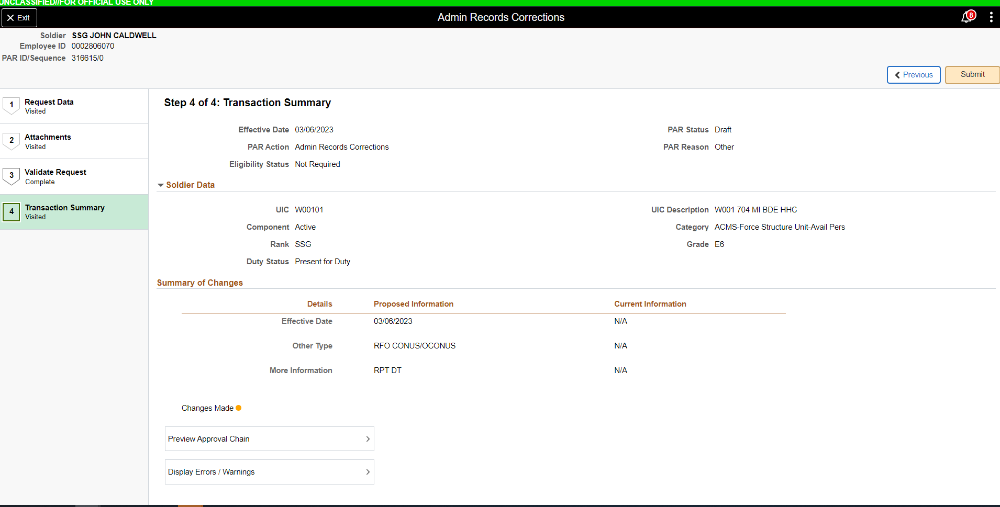 UNCLASSIFIED//FOR OFFICIAL USE ONLY
Exit
Admin Records Corrections
8
Soldier SSG JOHN CALDWELL
Employee ID 0002806070
PAR ID/Sequence 316615/0
Previous
Submit
1 Request Data
Visited
2 Attachments
Visited
3 Validate Request
Complete
4 Transaction Summary
Visited
Step 4 of 4: Transaction Summary
Effective Date 03/06/2023 PAR Status Draft
PAR Action Admin Records Corrections PAR Reason Other
Eligibility Status Not Required
Soldier Data
UIC W00101 UIC Description W001 704 MI BDE HHC
Component Active Category ACMS-Force Structure Unit-Avail Pers
Rank SSG Grade E6
Duty Status Present for Duty
Summary of Changes
Details Proposed Information Current Information
Effective Date 03/06/2023 N/A
Other Type RFO CONUS/OCONUS N/A
More Information RPT DT N/A
Changes Made
Preview Approval Chain
Display Errors / Warnings